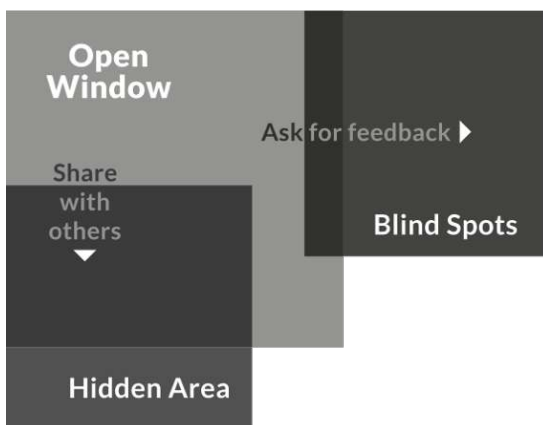 Open
Window
Ask for feedback
Share
with
others
Blind Spots
Hidden Area